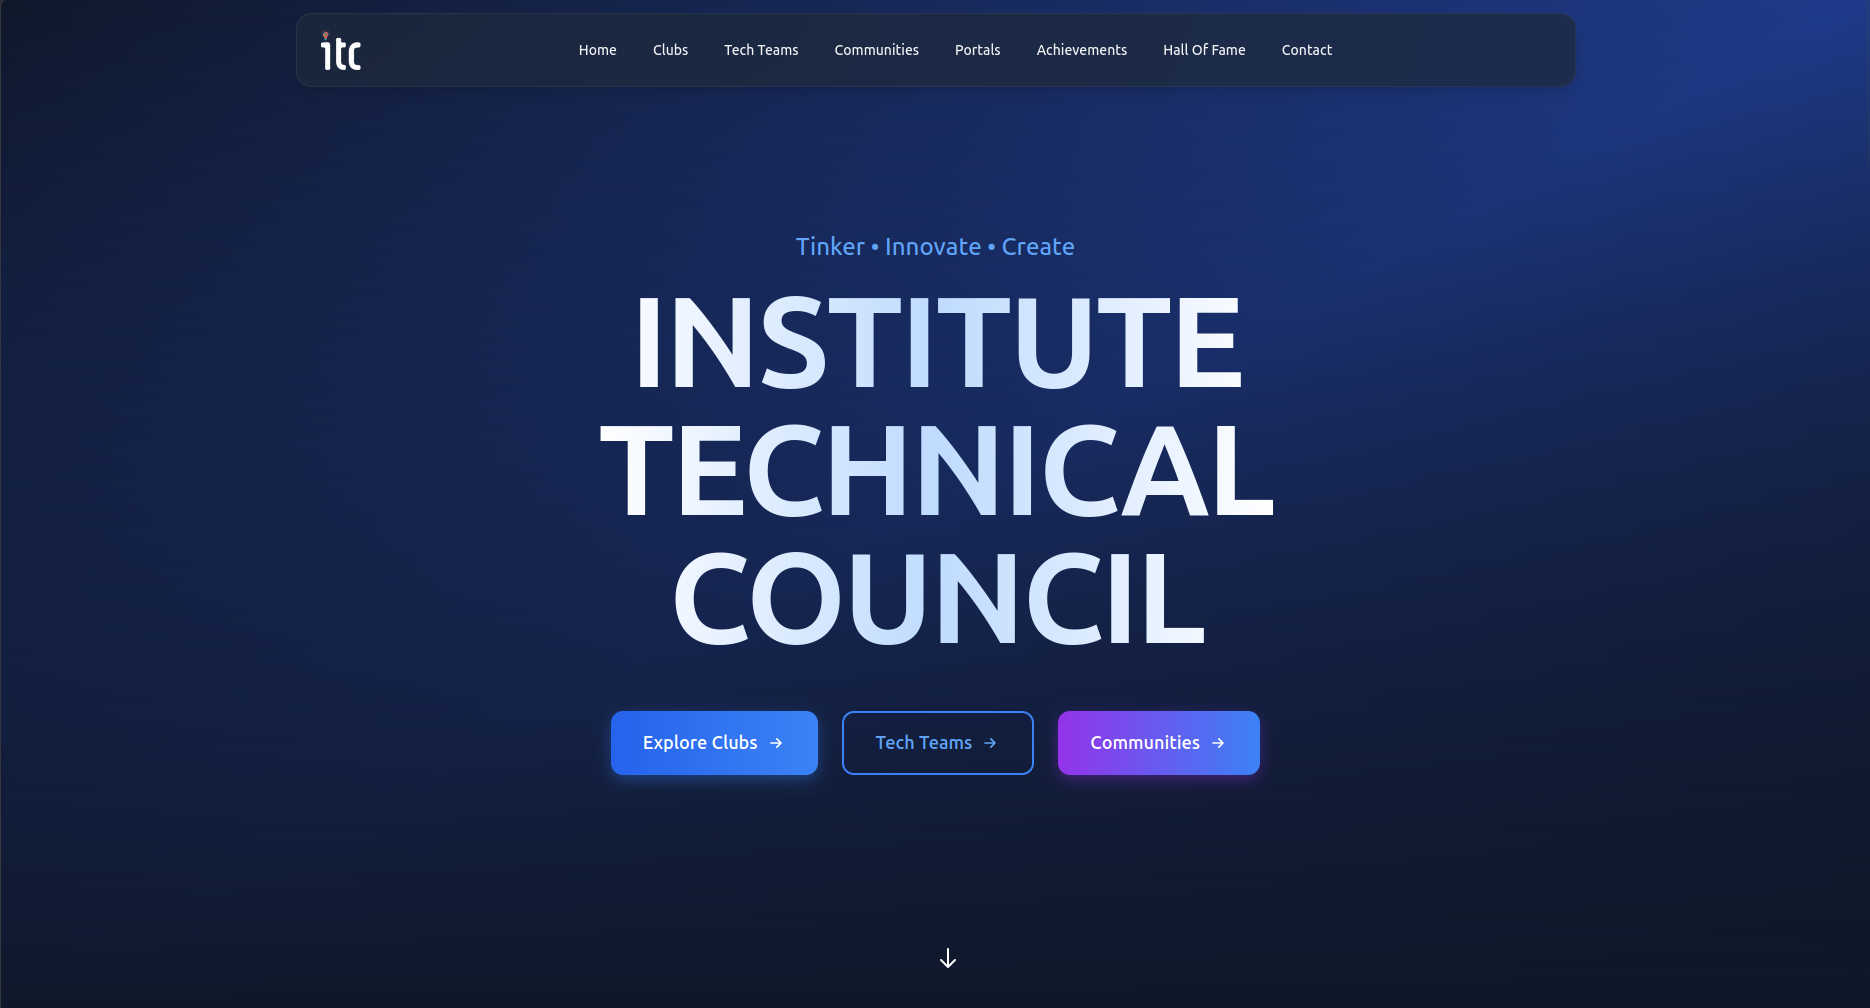 itc
Home Clubs Tech Teams Communities Portals Achievements Hall Of Fame Contact
Tinker • Innovate • Create
INSTITUTE
TECHNICAL
COUNCIL
Explore Clubs → Tech Teams → Communities →